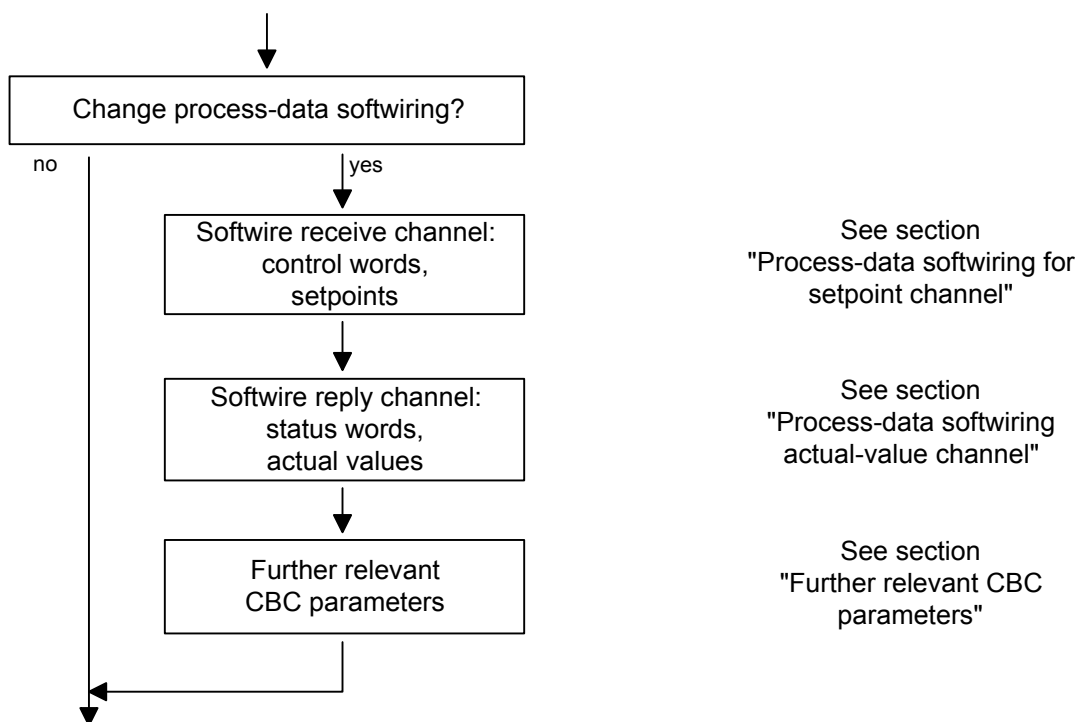 Change process-data softwiring?
no
yes
Softwire receive channel:
control words,
setpoints
See section
"Process-data softwiring for
setpoint channel"
Softwire reply channel:
status words,
actual values
See section
"Process-data softwiring
actual-value channel"
Further relevant
CBC parameters
See section
"Further relevant CBC
parameters"